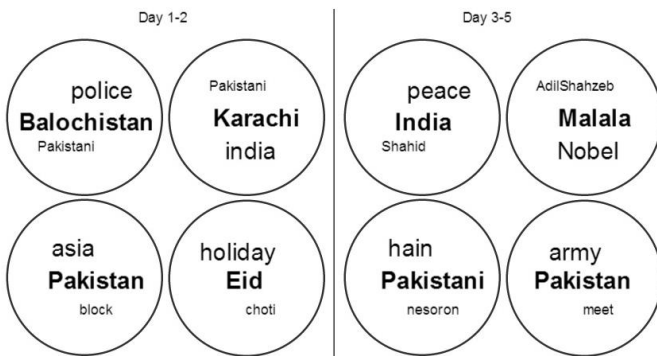 Day 1-2
police
Balochistan
Pakistani
Pakistani
Karachi
india
asia
Pakistan
block
holiday
Eid
choti
Day 3-5
peace
India
Shahid
AdilShahzeb
Malala
Nobel
hain
Pakistani
nesoron
army
Pakistan
meet